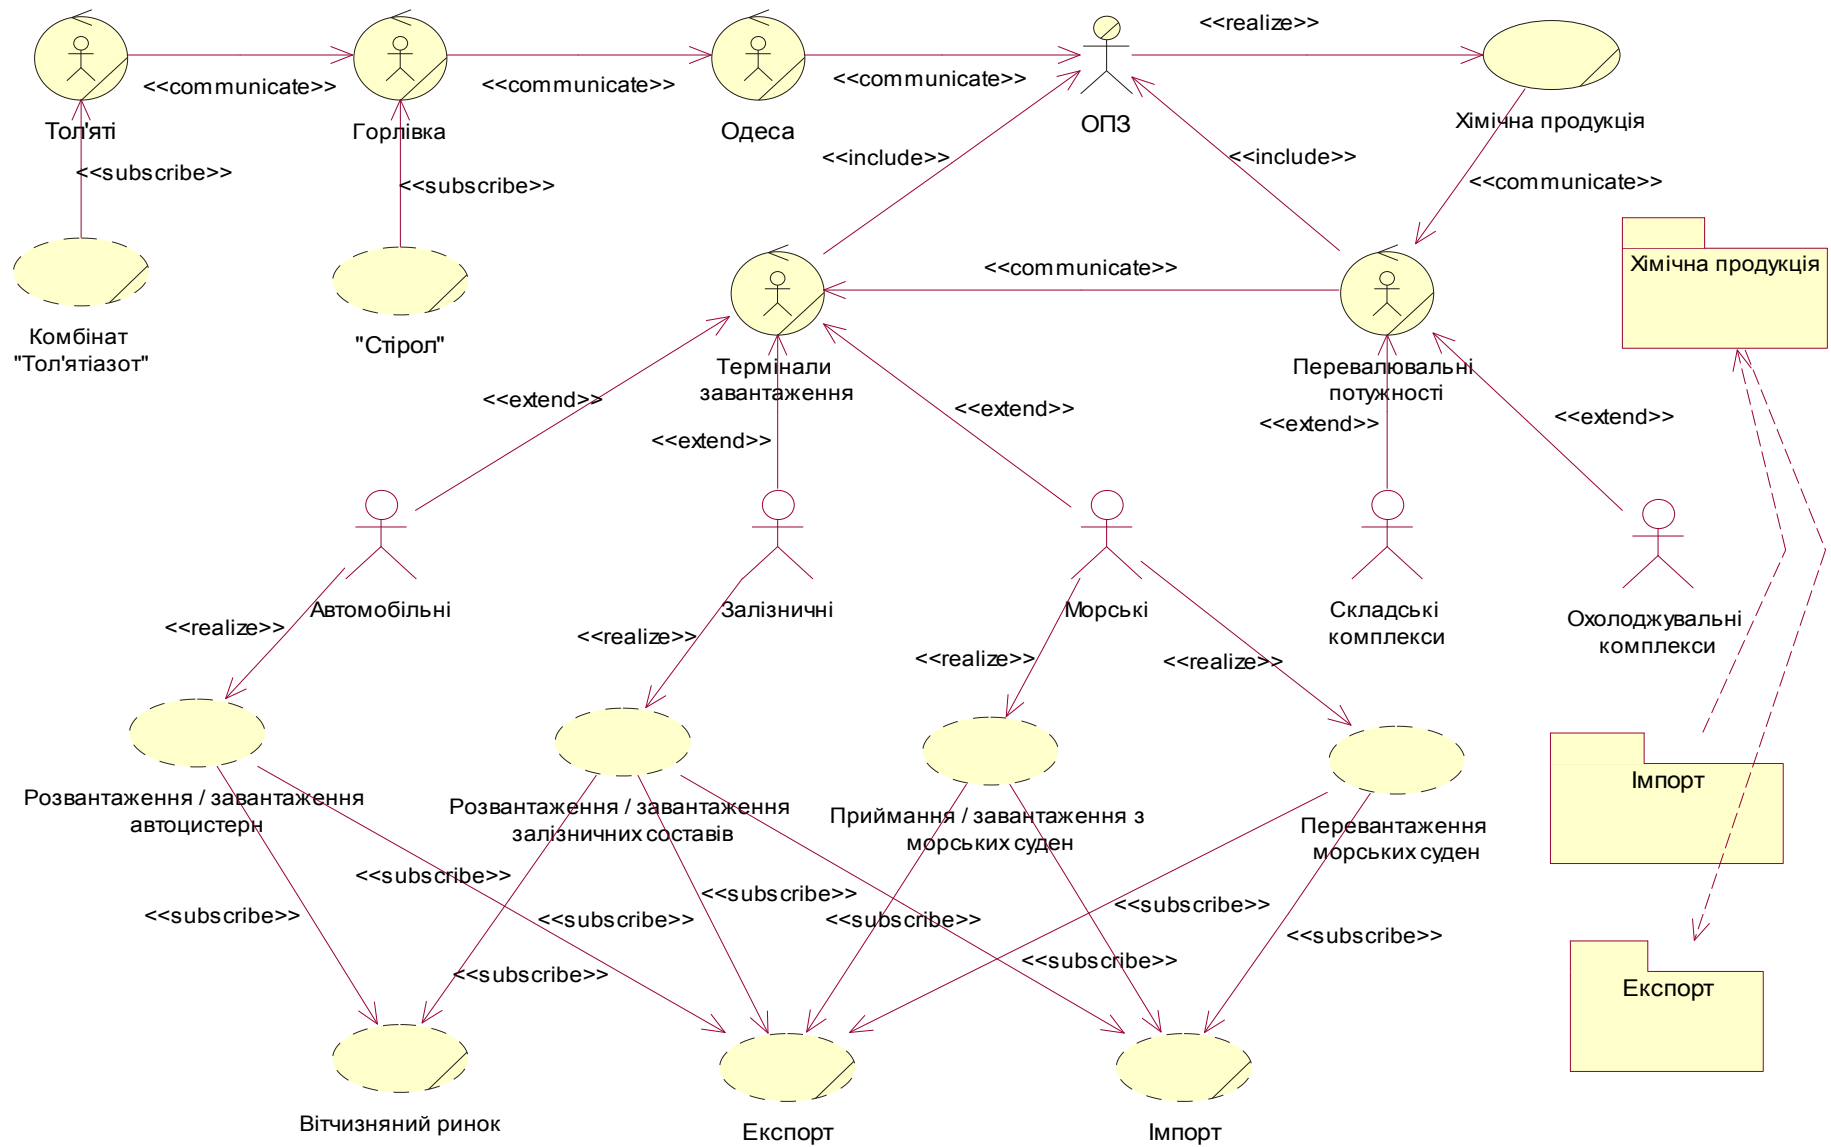 <<realize>>
<<communicate>>
<<communicate>>
<<communicate>>
Тол'яті
Горлівка
Одеса
ОПЗ
Хімічна продукція
<<subscribe>>
<<subscribe>>
<<include>>
<<include>>
<<communicate>>
<<communicate>>
Хімічна продукція
Комбінат
"Тол'ятіазот"
"Стірол"
Термінали
завантаження
Перевалювальні
потужності
<<extend>>
<<extend>>
<<extend>>
<<extend>>
<<extend>>
Автомобільні
Залізничні
Морські
Складські
комплекси
Охолоджувальні
комплекси
<<realize>>
<<realize>>
<<realize>>
<<realize>>
Розвантаження / завантаження
автоцистерн
Розвантаження / завантаження
залізничних составів
Приймання / завантаження з
морських суден
Перевантаження
морських суден
Імпорт
<<subscribe>>
<<subscribe>>
<<subscribe>>
<<subscribe>>
<<subscribe>>
<<subscribe>>
<<subscribe>>
<<subscribe>>
<<subscribe>>
Експорт
Вітчизняний ринок
Експорт
Імпорт